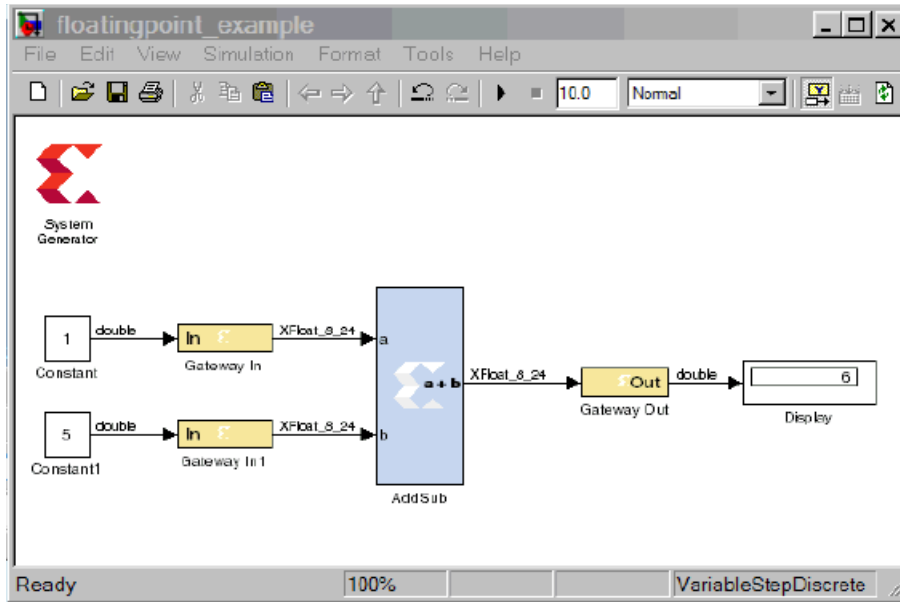 floatingpoint_example
File Edit View Simulation Format Tools Help
10.0 Normal
System
Generator
1 double In XFloat_8_24 a
Constant Gateway In
a + b XFloat_8_24 Out double 6
Gateway Out Display
5 double In XFloat_8_24 b
Constant1 Gateway In1
AddSub
Ready 100% VariableStepDiscrete